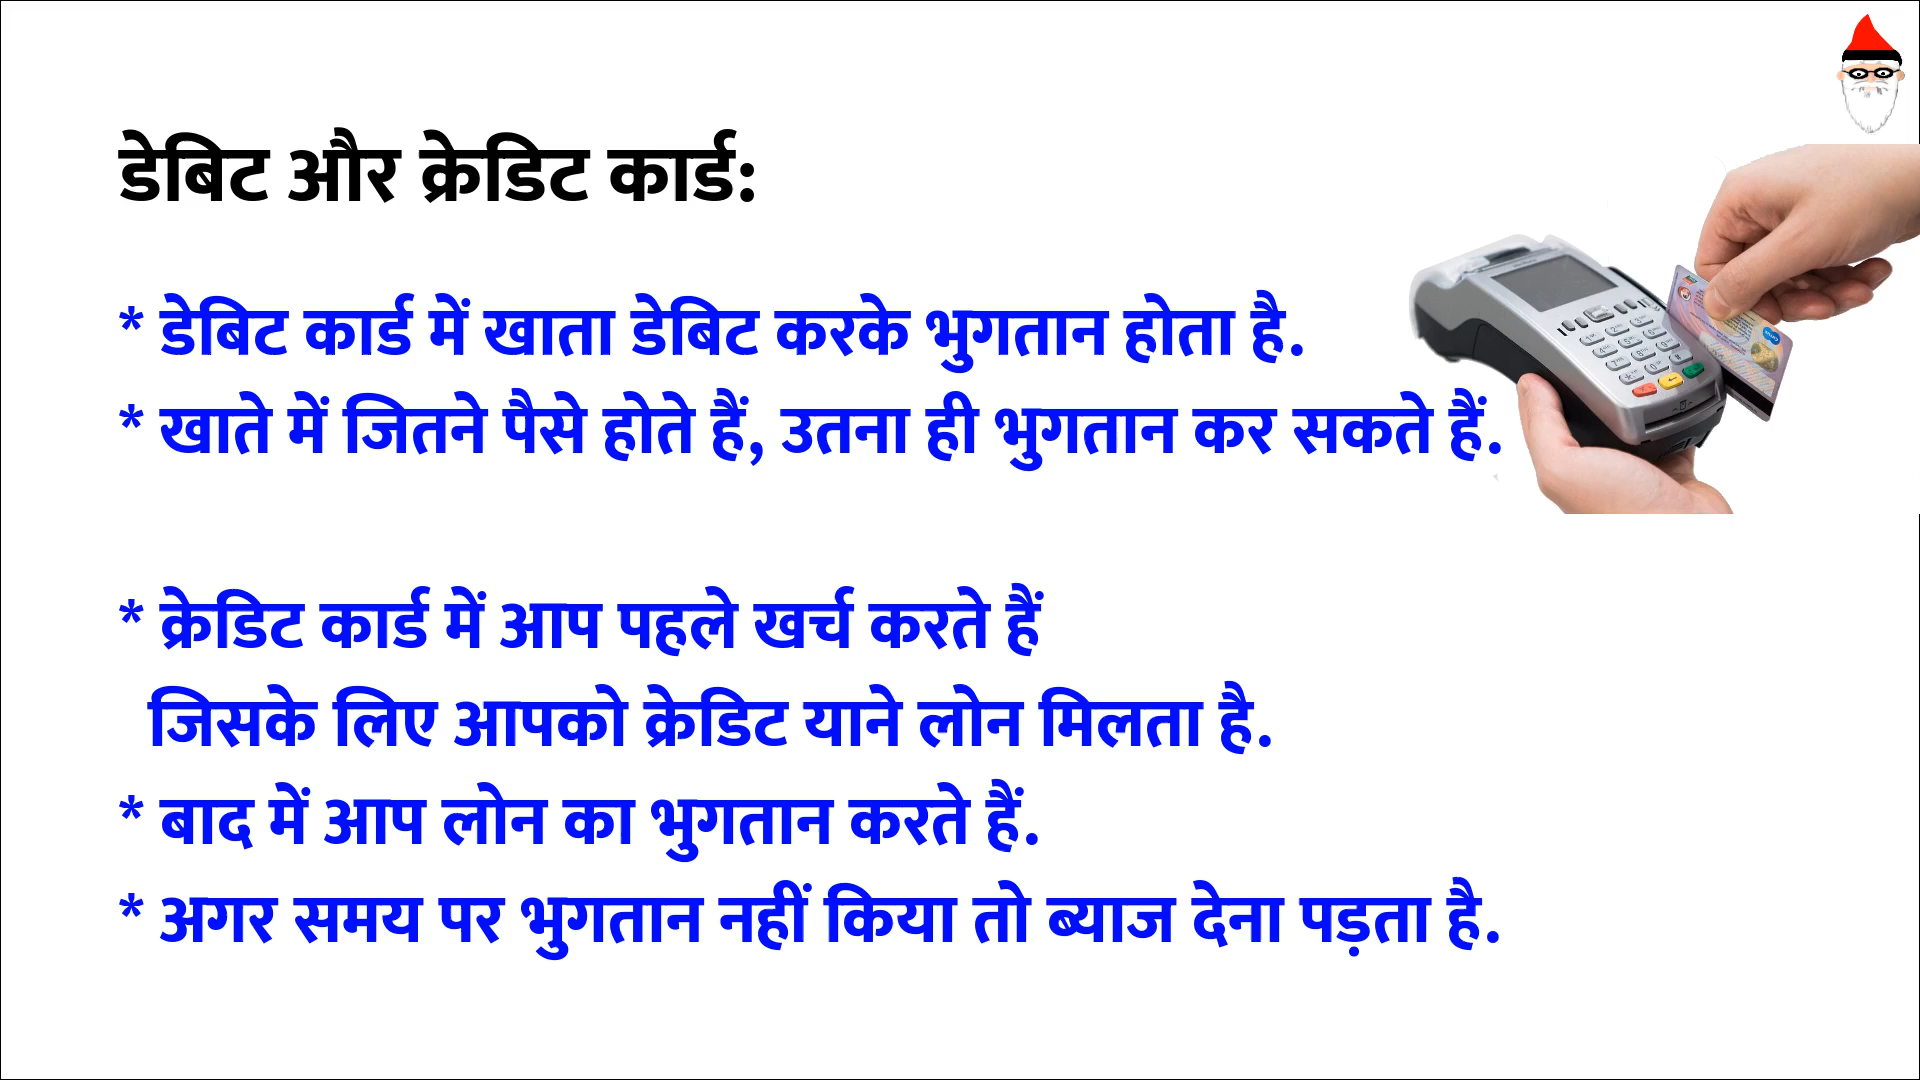 डेबिट और क्रेडिट कार्ड:
* डेबिट कार्ड में खाता डेबिट करके भुगतान होता है.
* खाते में जितने पैसे होते हैं, उतना ही भुगतान कर सकते हैं.
* क्रेडिट कार्ड में आप पहले खर्च करते हैं
जिसके लिए आपको क्रेडिट याने लोन मिलता है.
* बाद में आप लोन का भुगतान करते हैं.
* अगर समय पर भुगतान नहीं किया तो ब्याज देना पड़ता है.